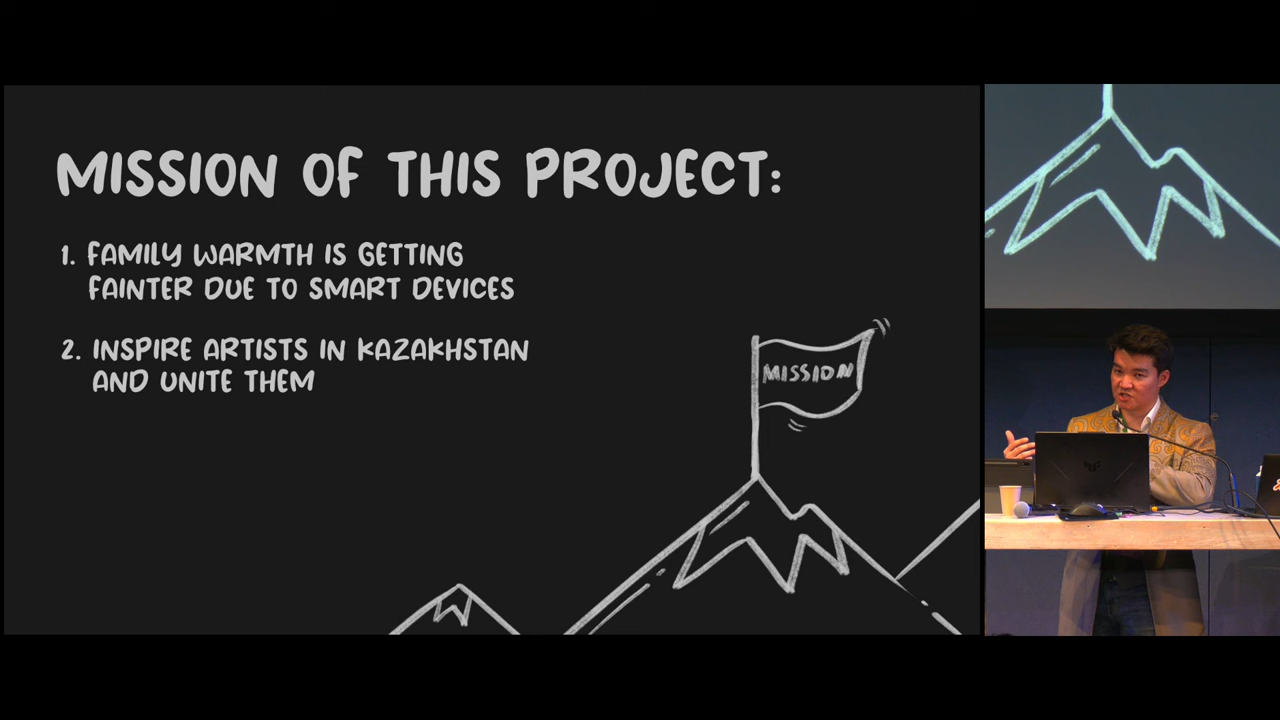 MISSION OF THIS PROJECT:
1. FAMILY WARMTH IS GETTING
FAINTER DUE TO SMART DEVICES
2. INSPIRE ARTISTS IN KAZAKHSTAN
AND UNITE THEM
MISSION